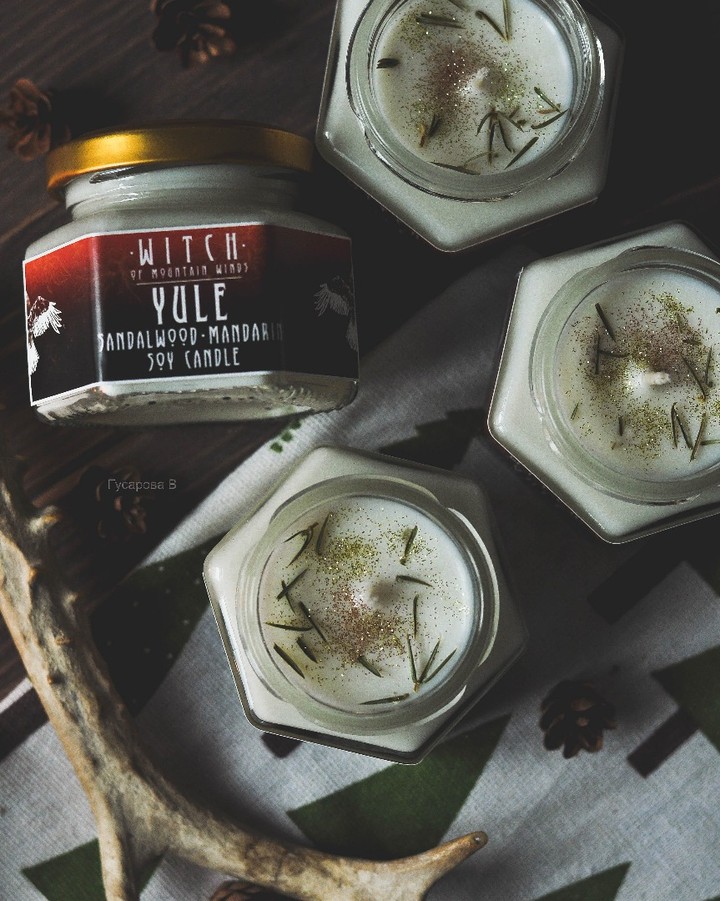 ·WITCH·
OF MOUNTAIN WINDS
YULE
SANDALWOOD·MANDARIN
SOY CANDLE
Гусарова В